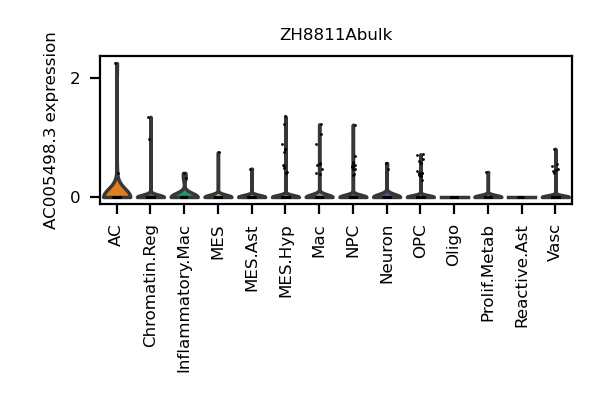 ZH8811Abulk
AC005498.3 expression
2
0
AC
Chromatin.Reg
Inflammatory.Mac
MES
MES.Ast
MES.Hyp
Mac
NPC
Neuron
OPC
Oligo
Prolif.Metab
Reactive.Ast
Vasc